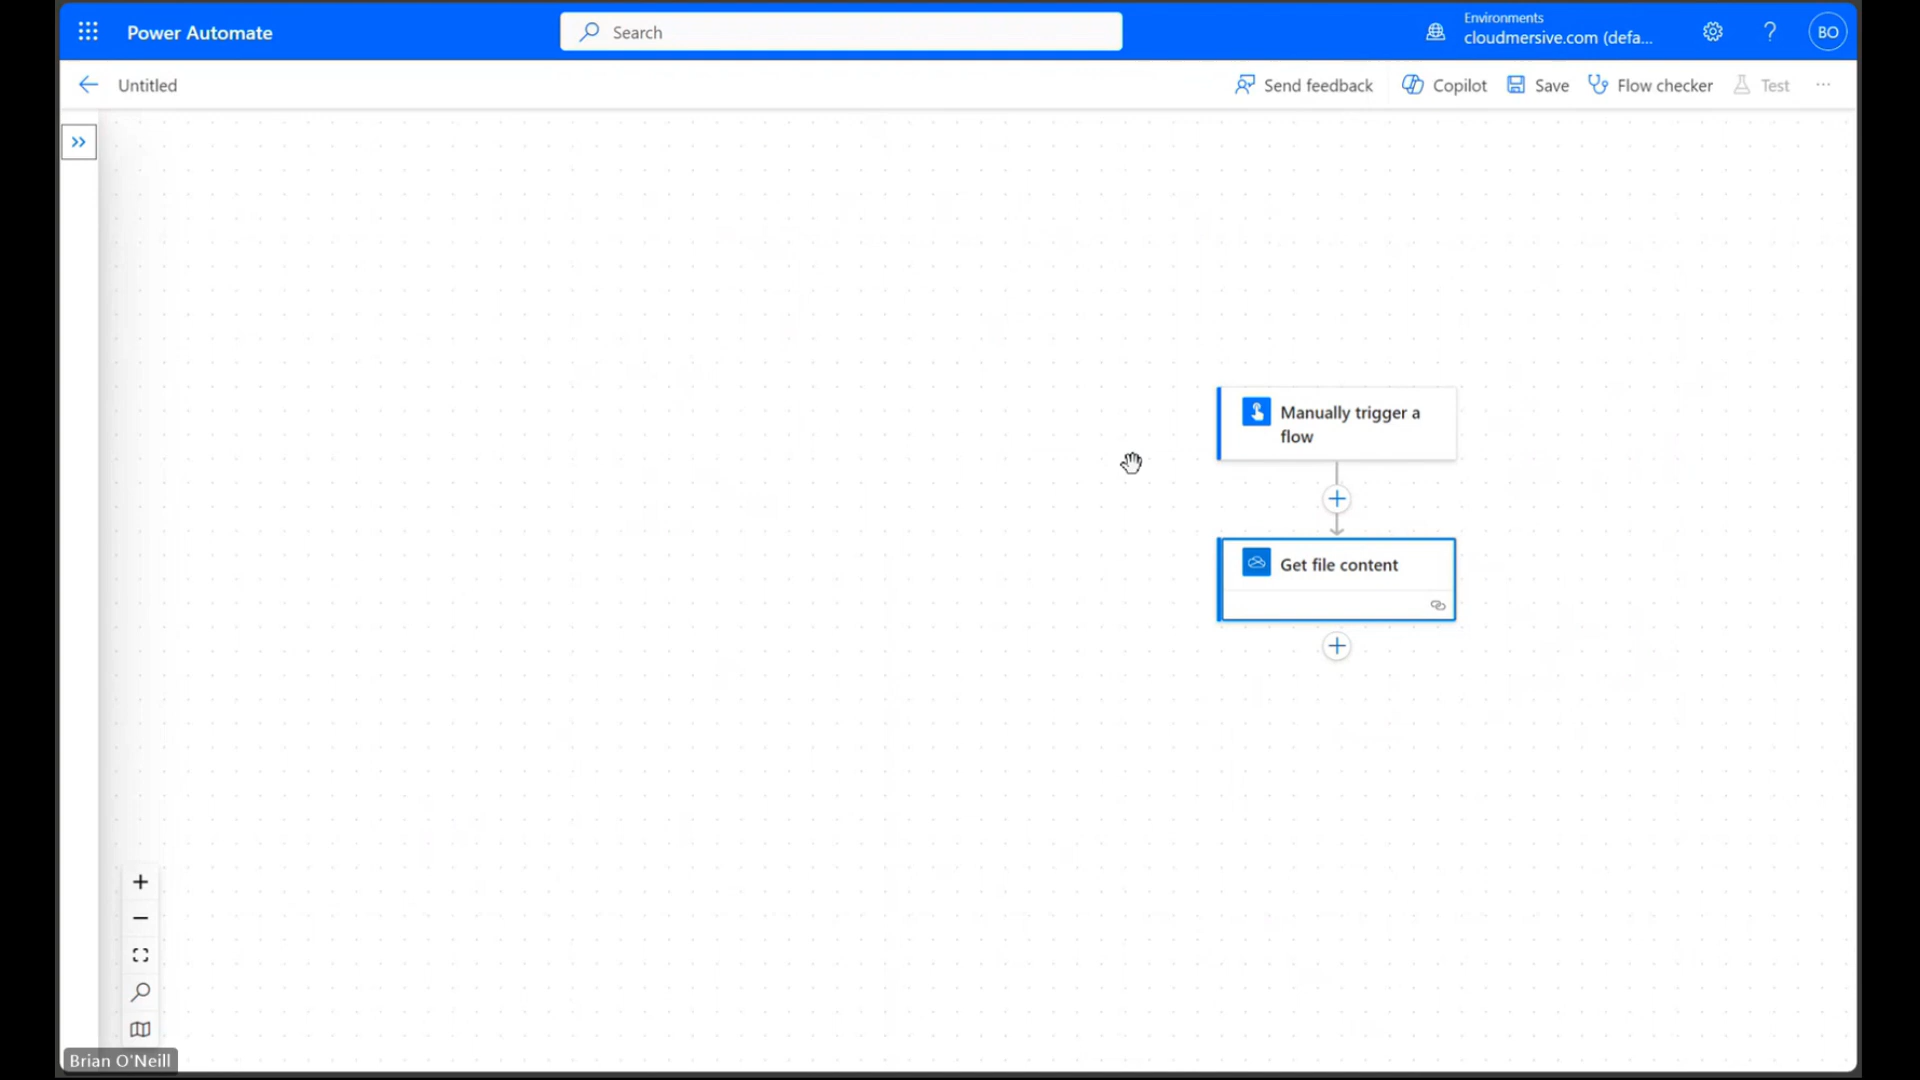 Power Automate
Search
Environments
cloudmersive.com (defa...
BO
Untitled
Send feedback
Copilot
Save
Flow checker
Test
Manually trigger a
flow
Get file content
Brian O'Neill